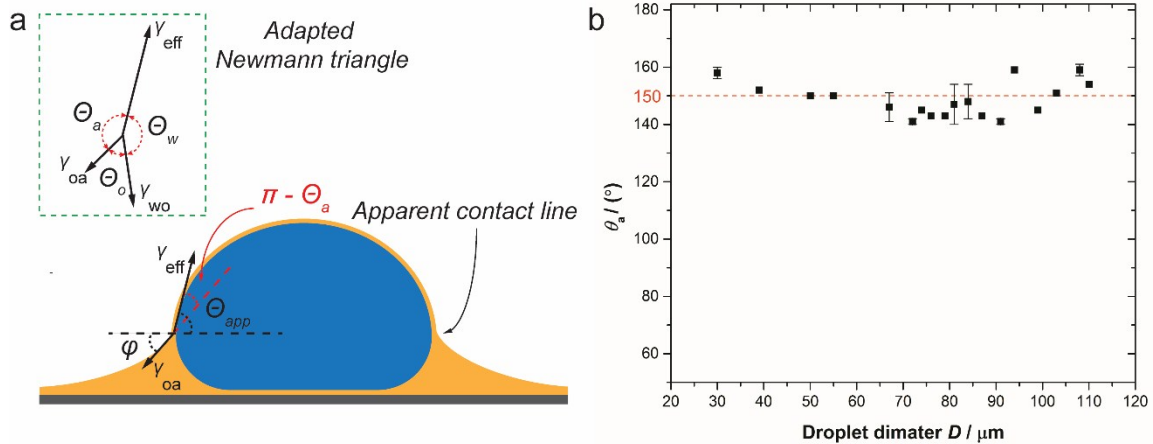 a
γeff
Adapted
Newmann triangle
Θa
Θw
γoa
Θo
γwo
π - Θa
Apparent contact line
γeff
Θapp
φ
γoa
b
160
150
140
120
100
80
60
θa / (°)
20 30 40 50 60 70 80 90 100 110 120
Droplet dimater D / μm